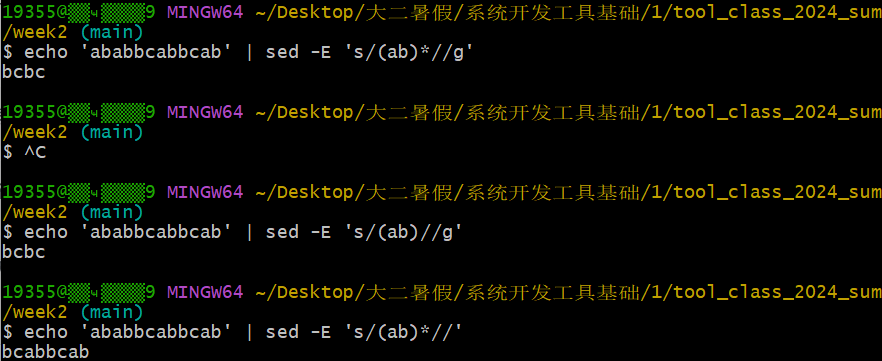 19355@▒▒ч▒▒▒▒9 MINGW64 ~/Desktop/大二暑假/系统开发工具基础/1/tool_class_2024_sum
/week2 (main)
$ echo 'ababbcabbcab' | sed -E 's/(ab)*//g'
bcbc
19355@▒▒ч▒▒▒▒9 MINGW64 ~/Desktop/大二暑假/系统开发工具基础/1/tool_class_2024_sum
/week2 (main)
$ ^C
19355@▒▒ч▒▒▒▒9 MINGW64 ~/Desktop/大二暑假/系统开发工具基础/1/tool_class_2024_sum
/week2 (main)
$ echo 'ababbcabbcab' | sed -E 's/(ab)//g'
bcbc
19355@▒▒ч▒▒▒▒9 MINGW64 ~/Desktop/大二暑假/系统开发工具基础/1/tool_class_2024_sum
/week2 (main)
$ echo 'ababbcabbcab' | sed -E 's/(ab)*//'
bcabbcab